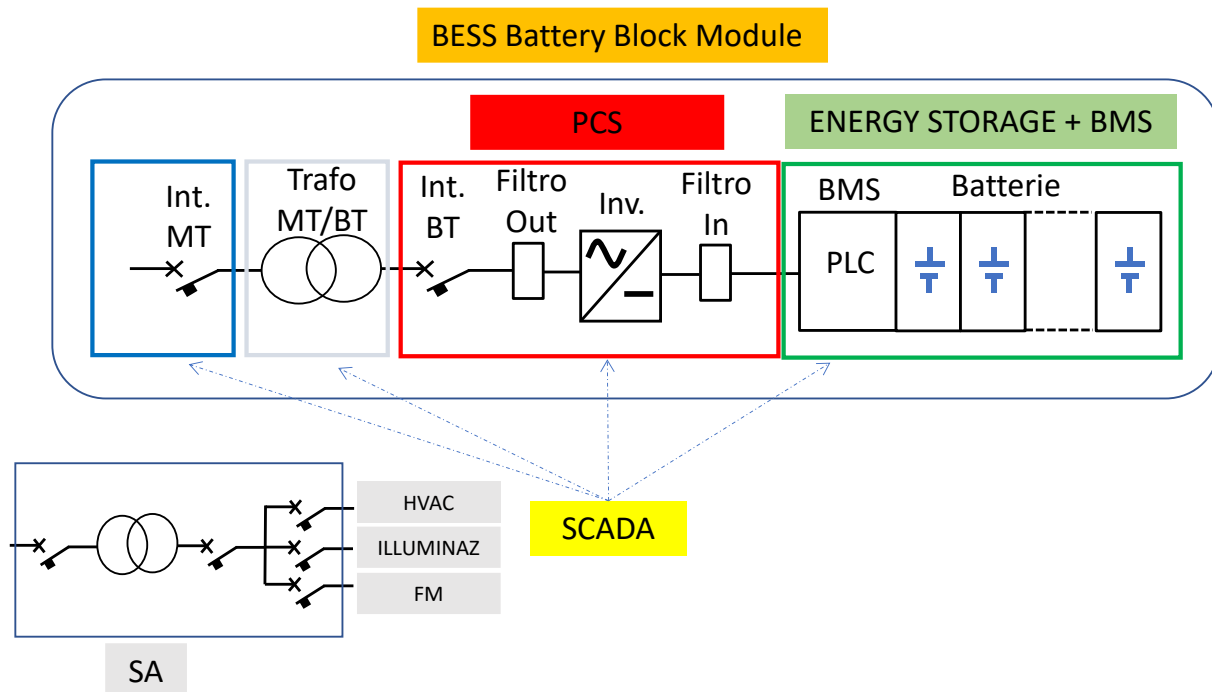 BESS Battery Block Module
PCS
ENERGY STORAGE + BMS
Int.
MT
Trafo
MT/BT
Int.
BT
Filtro
Out
Inv.
Filtro
In
BMS
Batterie
PLC
HVAC
ILLUMINAZ
FM
SCADA
SA